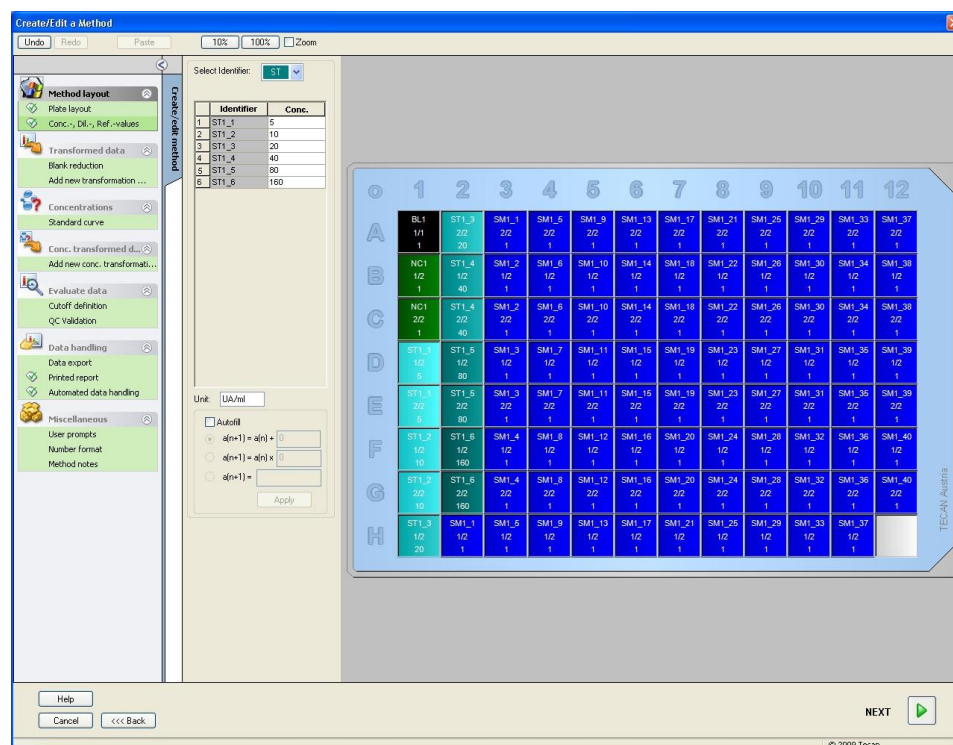 Create/Edit a Method
Undo Redo Paste 10% 100% Zoom
Create/edit method
Method layout
Plate layout
Conc.-, Dil.-, Ref.-values
Transformed data
Blank reduction
Add new transformation ...
Concentrations
Standard curve
Conc. transformed d...
Add new conc. transformati...
Evaluate data
Cutoff definition
QC Validation
Data handling
Data export
Printed report
Automated data handling
Miscellaneous
User prompts
Number format
Method notes
Select Identifier: ST
Identifier Conc.
1 ST1_1 5
2 ST1_2 10
3 ST1_3 20
4 ST1_4 40
5 ST1_5 80
6 ST1_6 160
Unit: UA/ml
Autofill
a(n+1) = a(n) + 0
a(n+1) = a(n) x 0
a(n+1) =
Apply
1 2 3 4 5 6 7 8 9 10 11 12
BL1 ST1_3 SM1_1 SM1_5 SM1_9 SM1_13 SM1_17 SM1_21 SM1_25 SM1_29 SM1_33 SM1_37
A 1/1 2/2 2/2 2/2 2/2 2/2 2/2 2/2 2/2 2/2 2/2 2/2
1 20 1 1 1 1 1 1 1 1 1 1
NC1 ST1_4 SM1_2 SM1_6 SM1_10 SM1_14 SM1_18 SM1_22 SM1_26 SM1_30 SM1_34 SM1_38
B 1/2 1/2 1/2 1/2 1/2 1/2 1/2 1/2 1/2 1/2 1/2 1/2
1 40 1 1 1 1 1 1 1 1 1 1
NC1 ST1_4 SM1_2 SM1_6 SM1_10 SM1_14 SM1_18 SM1_22 SM1_26 SM1_30 SM1_34 SM1_38
C 2/2 2/2 2/2 2/2 2/2 2/2 2/2 2/2 2/2 2/2 2/2 2/2
1 40 1 1 1 1 1 1 1 1 1 1
ST1_1 ST1_5 SM1_3 SM1_7 SM1_11 SM1_15 SM1_19 SM1_23 SM1_27 SM1_31 SM1_35 SM1_39
D 1/2 1/2 1/2 1/2 1/2 1/2 1/2 1/2 1/2 1/2 1/2 1/2
5 80 1 1 1 1 1 1 1 1 1 1
ST1_1 ST1_5 SM1_3 SM1_7 SM1_11 SM1_15 SM1_19 SM1_23 SM1_27 SM1_31 SM1_35 SM1_39
E 2/2 2/2 2/2 2/2 2/2 2/2 2/2 2/2 2/2 2/2 2/2 2/2
5 80 1 1 1 1 1 1 1 1 1 1
ST1_2 ST1_6 SM1_4 SM1_8 SM1_12 SM1_16 SM1_20 SM1_24 SM1_28 SM1_32 SM1_36 SM1_40
F 1/2 1/2 1/2 1/2 1/2 1/2 1/2 1/2 1/2 1/2 1/2 1/2
10 160 1 1 1 1 1 1 1 1 1 1
ST1_2 ST1_6 SM1_4 SM1_8 SM1_12 SM1_16 SM1_20 SM1_24 SM1_28 SM1_32 SM1_36 SM1_40
G 2/2 2/2 2/2 2/2 2/2 2/2 2/2 2/2 2/2 2/2 2/2 2/2
10 160 1 1 1 1 1 1 1 1 1 1
ST1_3 SM1_1 SM1_5 SM1_9 SM1_13 SM1_17 SM1_21 SM1_25 SM1_29 SM1_33 SM1_37
H 1/2 1/2 1/2 1/2 1/2 1/2 1/2 1/2 1/2 1/2 1/2
20 1 1 1 1 1 1 1 1 1 1
TECAN Austria
Help
Cancel <<< Back
NEXT
© 2009 Tecan